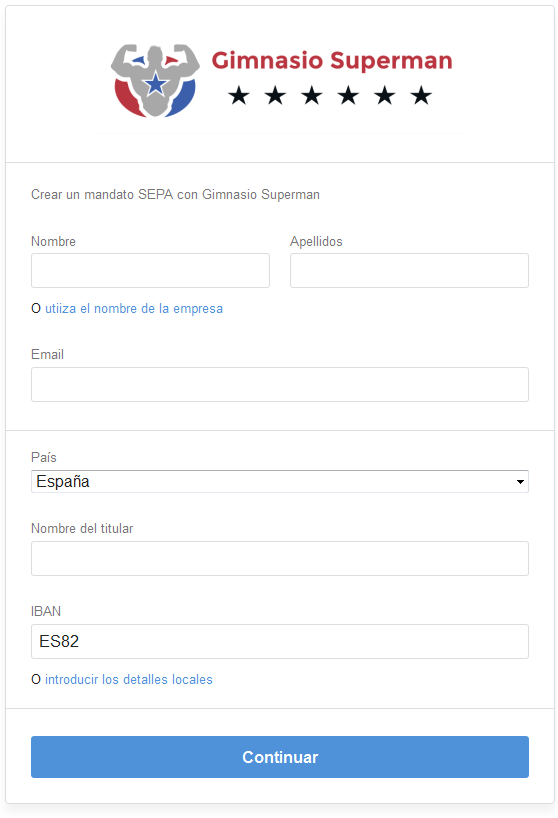 Gimnasio Superman
Crear un mandato SEPA con Gimnasio Superman
Nombre
Apellidos
O utiiza el nombre de la empresa
Email
País
España
Nombre del titular
IBAN
ES82
O introducir los detalles locales
Continuar